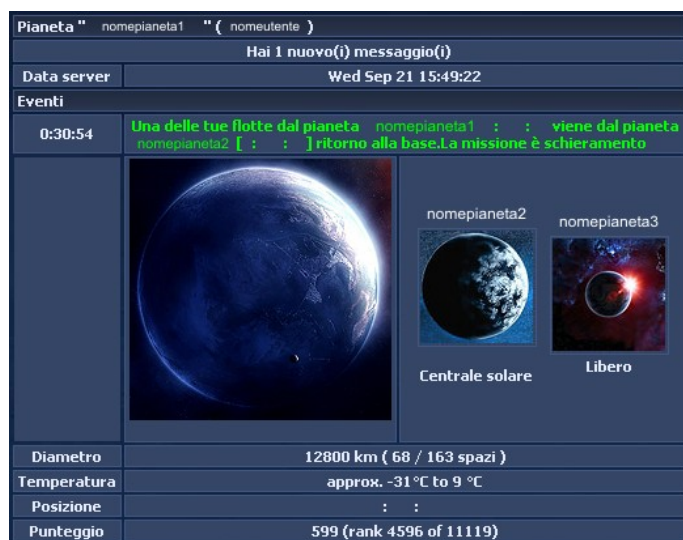 Pianeta " nomepianeta1 " ( nomeutente )
Hai 1 nuovo(i) messaggio(i)
Data server Wed Sep 21 15:49:22
Eventi
0:30:54
Una delle tue flotte dal pianeta nomepianeta1 : : viene dal pianeta
nomepianeta2 [ : : ] ritorno alla base.La missione è schieramento
nomepianeta2
nomepianeta3
Centrale solare
Libero
Diametro 12800 km ( 68 / 163 spazi )
Temperatura approx. -31°C to 9 °C
Posizione : :
Punteggio 599 (rank 4596 of 11119)